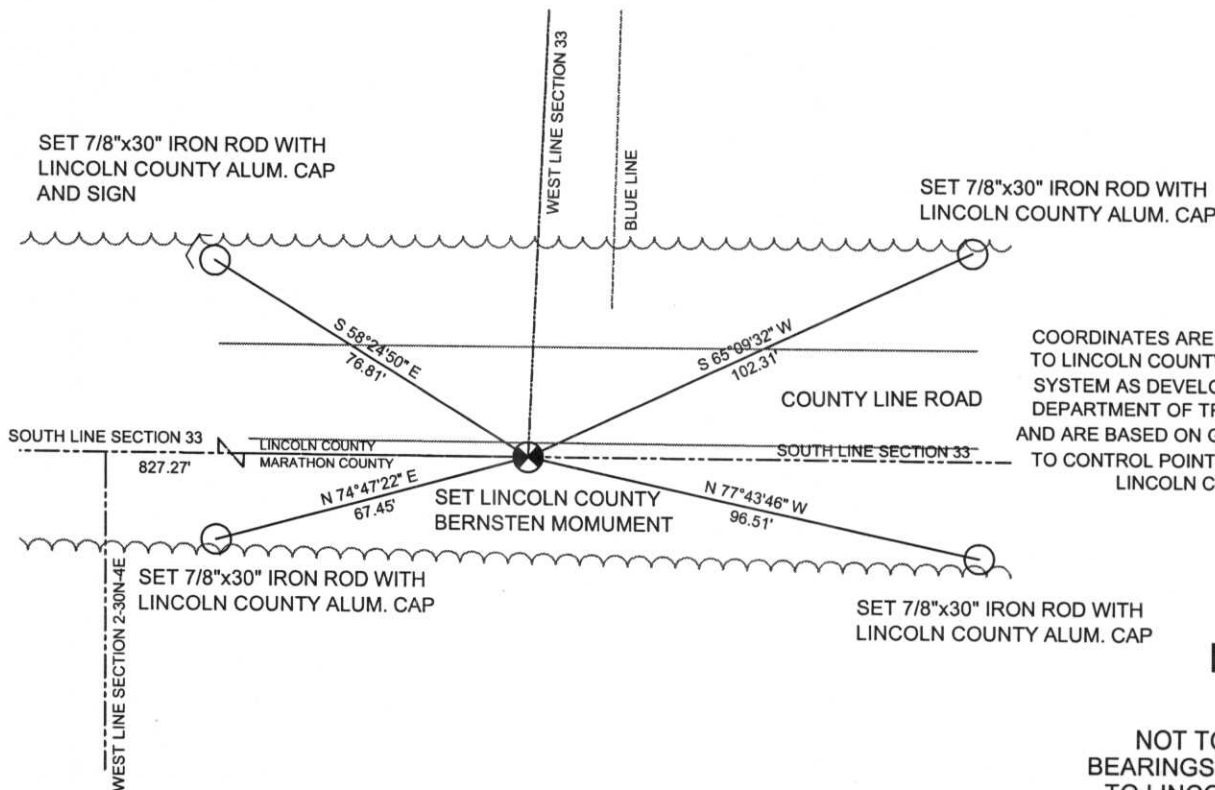 SET 7/8"x30" IRON ROD WITH
LINCOLN COUNTY ALUM. CAP
AND SIGN
WEST LINE SECTION 33
BLUE LINE
SET 7/8"x30" IRON ROD WITH
LINCOLN COUNTY ALUM. CAP
S 58°24'50" E
76.81'
S 65°09'32" W
102.31'
COUNTY LINE ROAD
COORDINATES ARE
TO LINCOLN COUNTY
SYSTEM AS
DEPARTMENT OF
AND ARE BASED ON
TO CONTROL POINT
LINCOLN
SOUTH LINE SECTION 33
827.27'
LINCOLN COUNTY
MARATHON COUNTY
SOUTH LINE SECTION 33
N 74°47'22" E
67.45'
SET LINCOLN COUNTY
BERNSTEN MOMUMENT
N 77°43'46" W
96.51'
SET 7/8"x30" IRON ROD WITH
LINCOLN COUNTY ALUM. CAP
SET 7/8"x30" IRON ROD WITH
LINCOLN COUNTY ALUM. CAP
WEST LINE SECTION 2-30N-4E
NOT
BEARINGS
TO